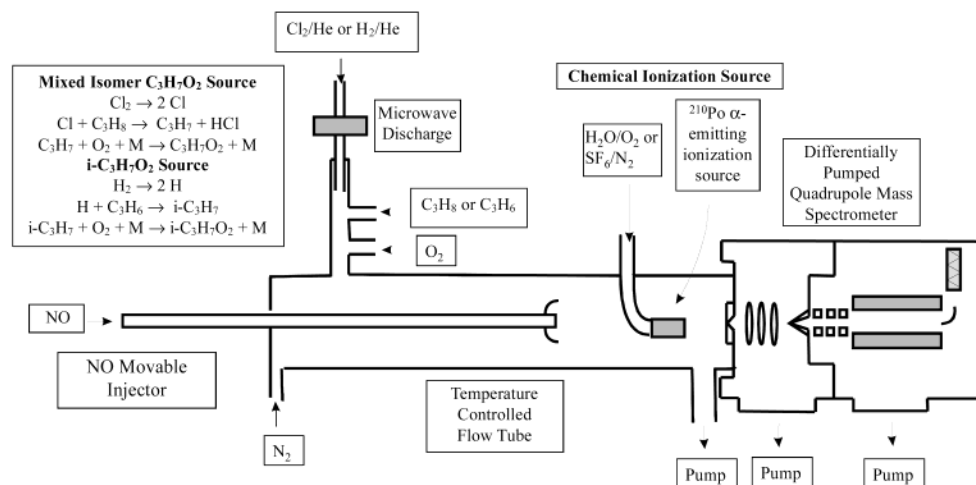 Cl₂/He or H₂/He
Mixed Isomer C₃H₇O₂ Source
Cl₂ → 2 Cl
Cl + C₃H₈ → C₃H₇ + HCl
C₃H₇ + O₂ + M → C₃H₇O₂ + M
i-C₃H₇O₂ Source
H₂ → 2 H
H + C₃H₆ → i-C₃H₇
i-C₃H₇ + O₂ + M → i-C₃H₇O₂ + M
Microwave
Discharge
C₃H₈ or C₃H₆
O₂
Chemical Ionization Source
H₂O/O₂ or
SF₆/N₂
²¹⁰Po α-
emitting
ionization
source
Differentially
Pumped
Quadrupole Mass
Spectrometer
NO
NO Movable
Injector
N₂
Temperature
Controlled
Flow Tube
Pump
Pump
Pump